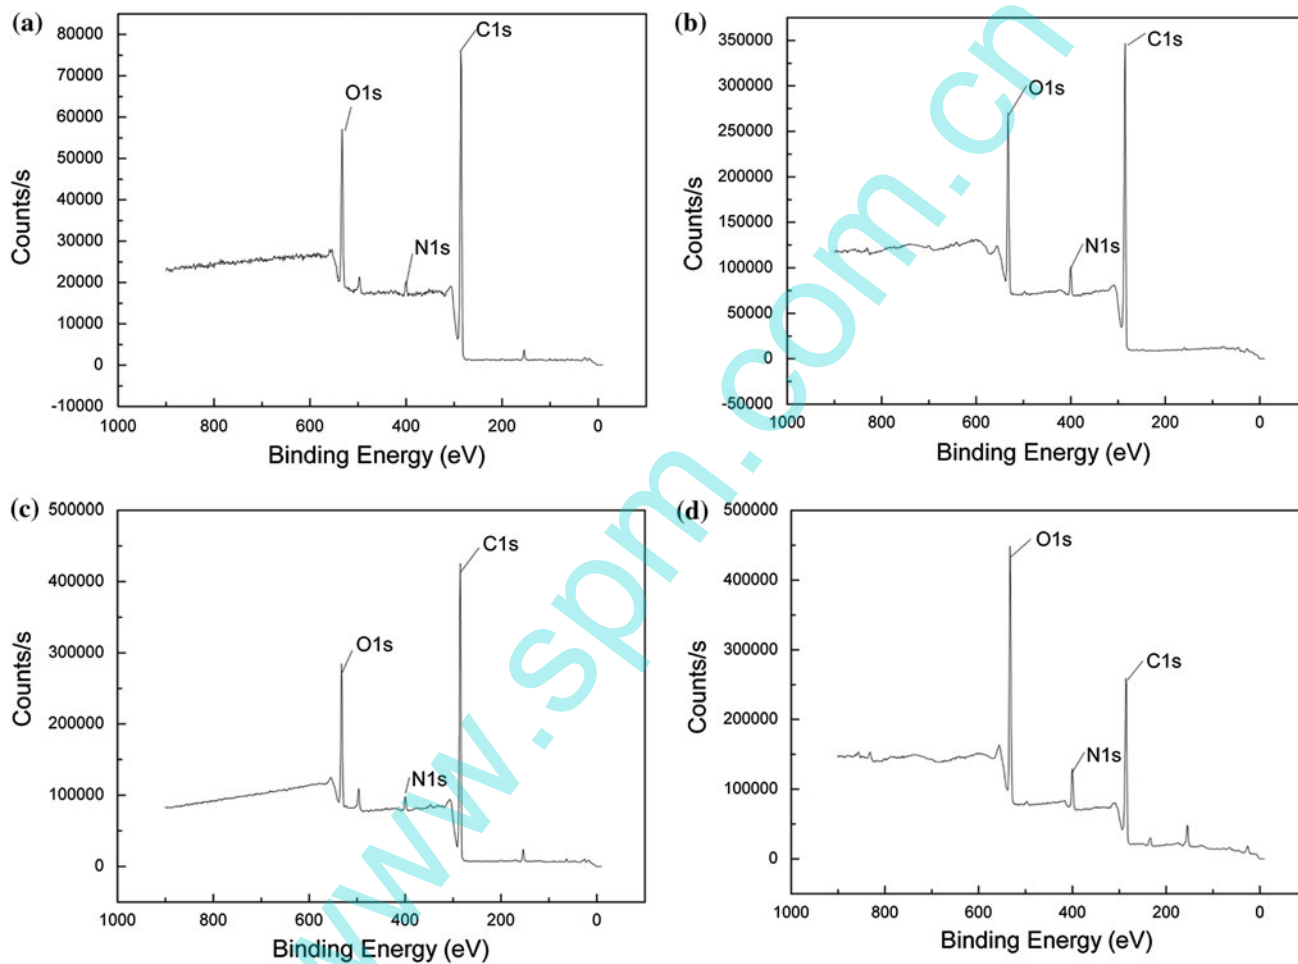 (a)
80000
70000
60000
50000
40000
30000
20000
10000
0
-10000
Counts/s
C1s
O1s
N1s
1000 800 600 400 200 0
Binding Energy (eV)
(b)
350000
300000
250000
200000
150000
100000
50000
0
-50000
Counts/s
C1s
O1s
N1s
1000 800 600 400 200 0
Binding Energy (eV)
(c)
500000
400000
300000
200000
100000
0
Counts/s
C1s
O1s
N1s
1000 800 600 400 200 0
Binding Energy (eV)
(d)
500000
400000
300000
200000
100000
0
Counts/s
O1s
C1s
N1s
1000 800 600 400 200 0
Binding Energy (eV)
www.spm.com.cn